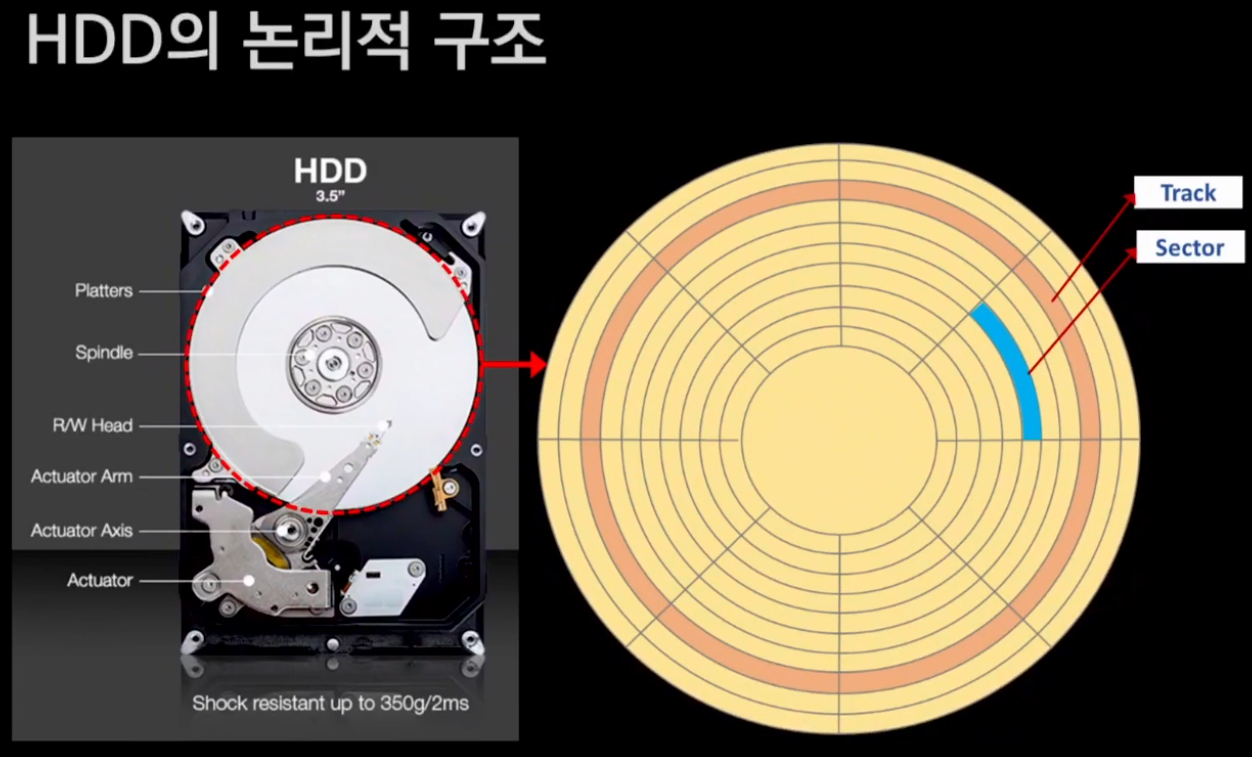 HDD의 논리적 구조
HDD
3.5"
Platters
Spindle
R/W Head
Actuator Arm
Actuator Axis
Actuator
Shock resistant up to 350g/2ms
Track
Sector